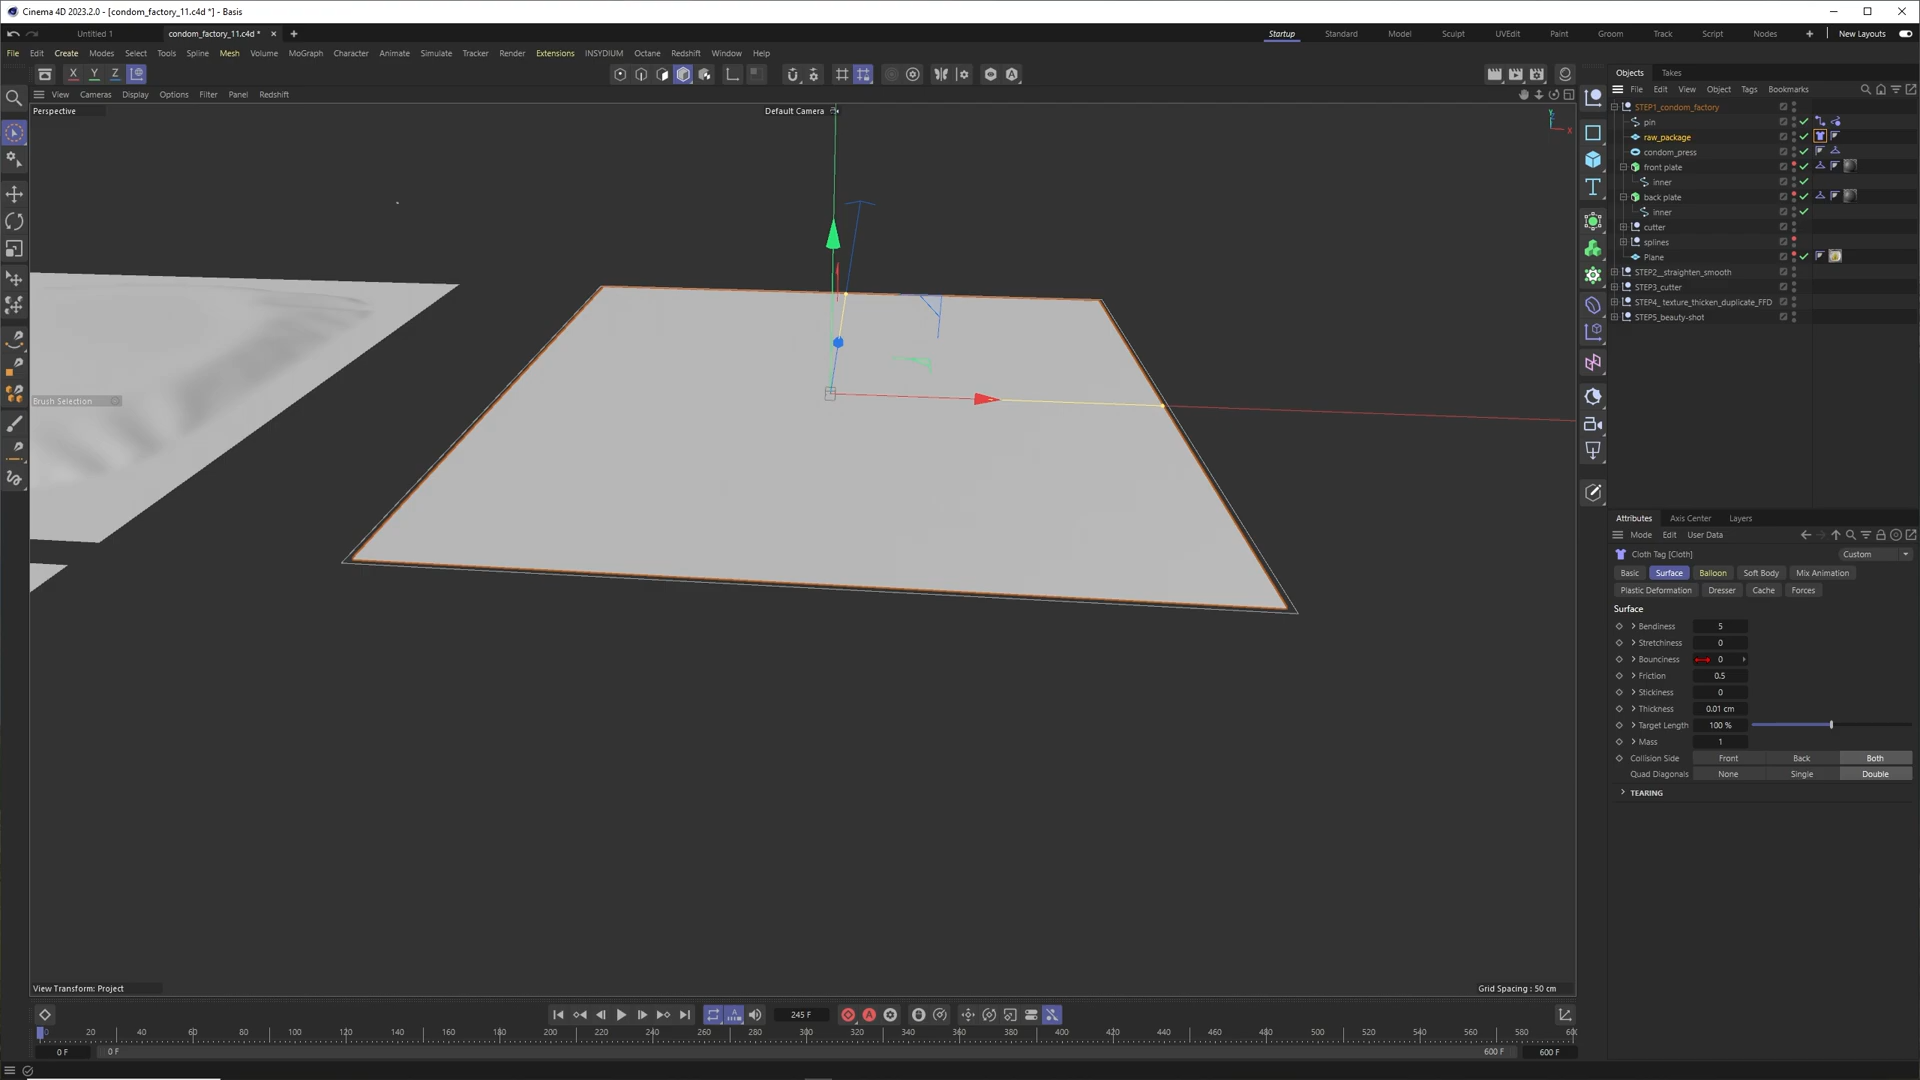 Cinema 4D 2023.2.0 - [condom_factory_11.c4d *] - Basis
Untitled 1 condom_factory_11.c4d *
Startup Standard Model Sculpt UVEdit Paint Groom Track Script Nodes New Layouts
File Edit Create Modes Select Tools Spline Mesh Volume MoGraph Character Animate Simulate Tracker Render Extensions INSYDIUM Octane Redshift Window Help
X Y Z
View Cameras Display Options Filter Panel Redshift
Perspective
Default Camera
Y
X
Brush Selection
View Transform: Project
Grid Spacing : 50 cm
Objects Takes
File Edit View Object Tags Bookmarks
STEP1_condom_factory
pin
raw_package
condom_press
front plate
inner
back plate
inner
cutter
splines
Plane
STEP2__straighten_smooth
STEP3_cutter
STEP4_ texture_thicken_duplicate_FFD
STEP5_beauty-shot
Attributes Axis Center Layers
Mode Edit User Data
Cloth Tag [Cloth] Custom
Basic Surface Balloon Soft Body Mix Animation
Plastic Deformation Dresser Cache Forces
Surface
Bendiness 5
Stretchiness 0
Bounciness 0
Friction 0.5
Stickiness 0
Thickness 0.01 cm
Target Length 100 %
Mass 1
Collision Side Front Back Both
Quad Diagonals None Single Double
TEARING
245 F
0 20 40 60 80 100 120 140 160 180 200 220 240 260 280 300 320 340 360 380 400 420 440 460 480 500 520 540 560 580
0 F 0 F 600 F 600 F